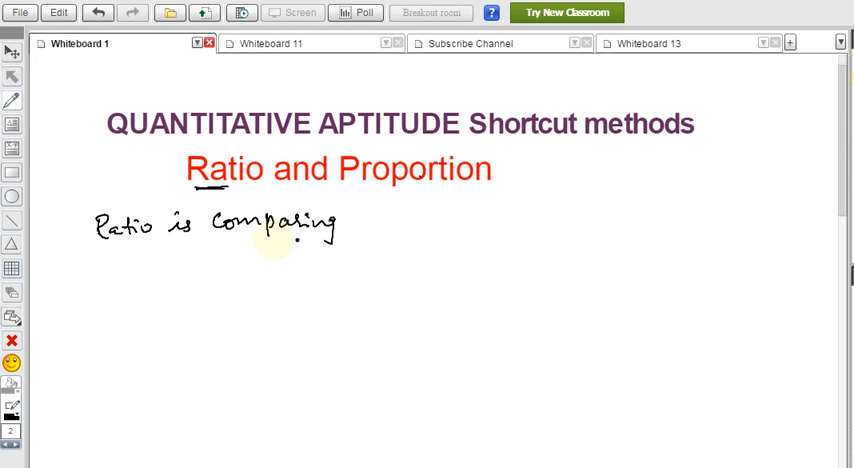 File Edit Screen Poll Breakout room ? Try New Classroom
Whiteboard 1 Whiteboard 11 Subscribe Channel Whiteboard 13
QUANTITATIVE APTITUDE Shortcut methods
Ratio and Proportion
Ratio is comparing
2